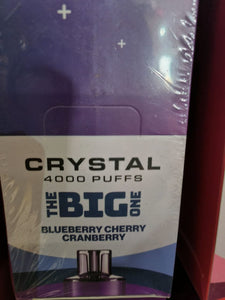 CRYSTAL
4000 PUFFS
THE BIG ONE
BLUEBERRY CHERRY
CRANBERRY